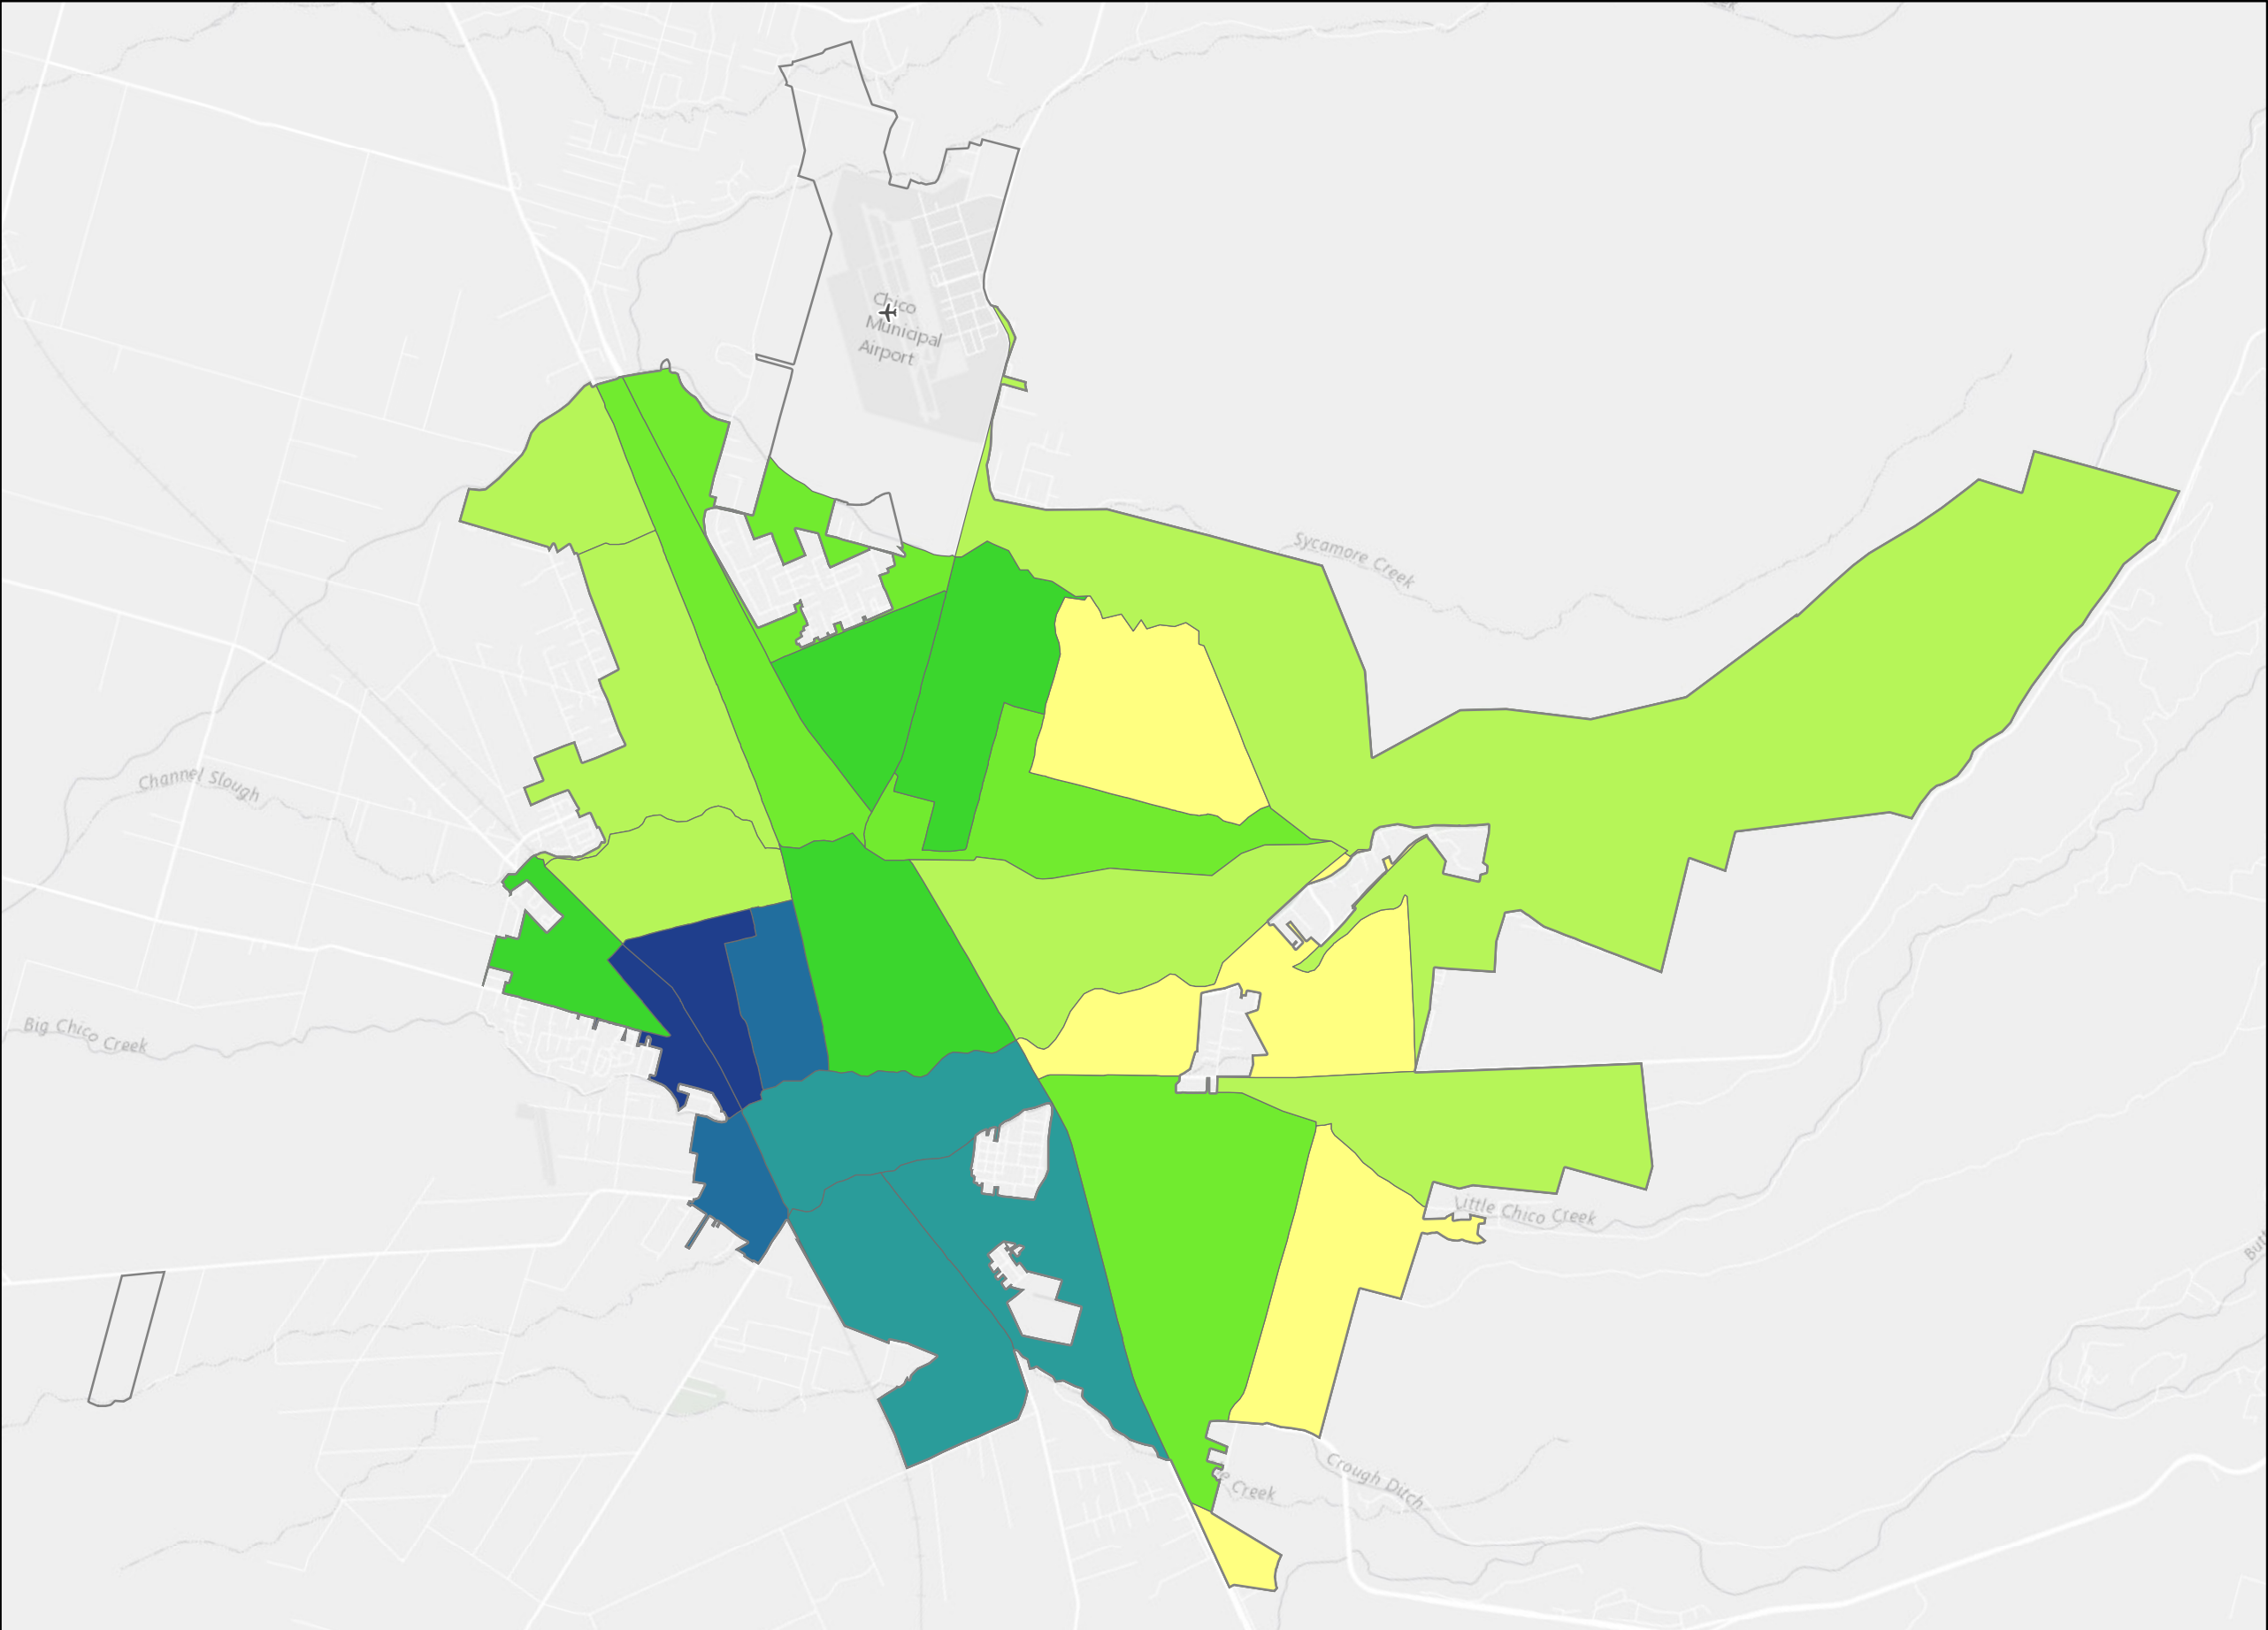 Chico
Municipal
Airport
Sycamore Creek
Channel Slough
Big Chico Creek
Little Chico Creek
Crough Ditch
Creek